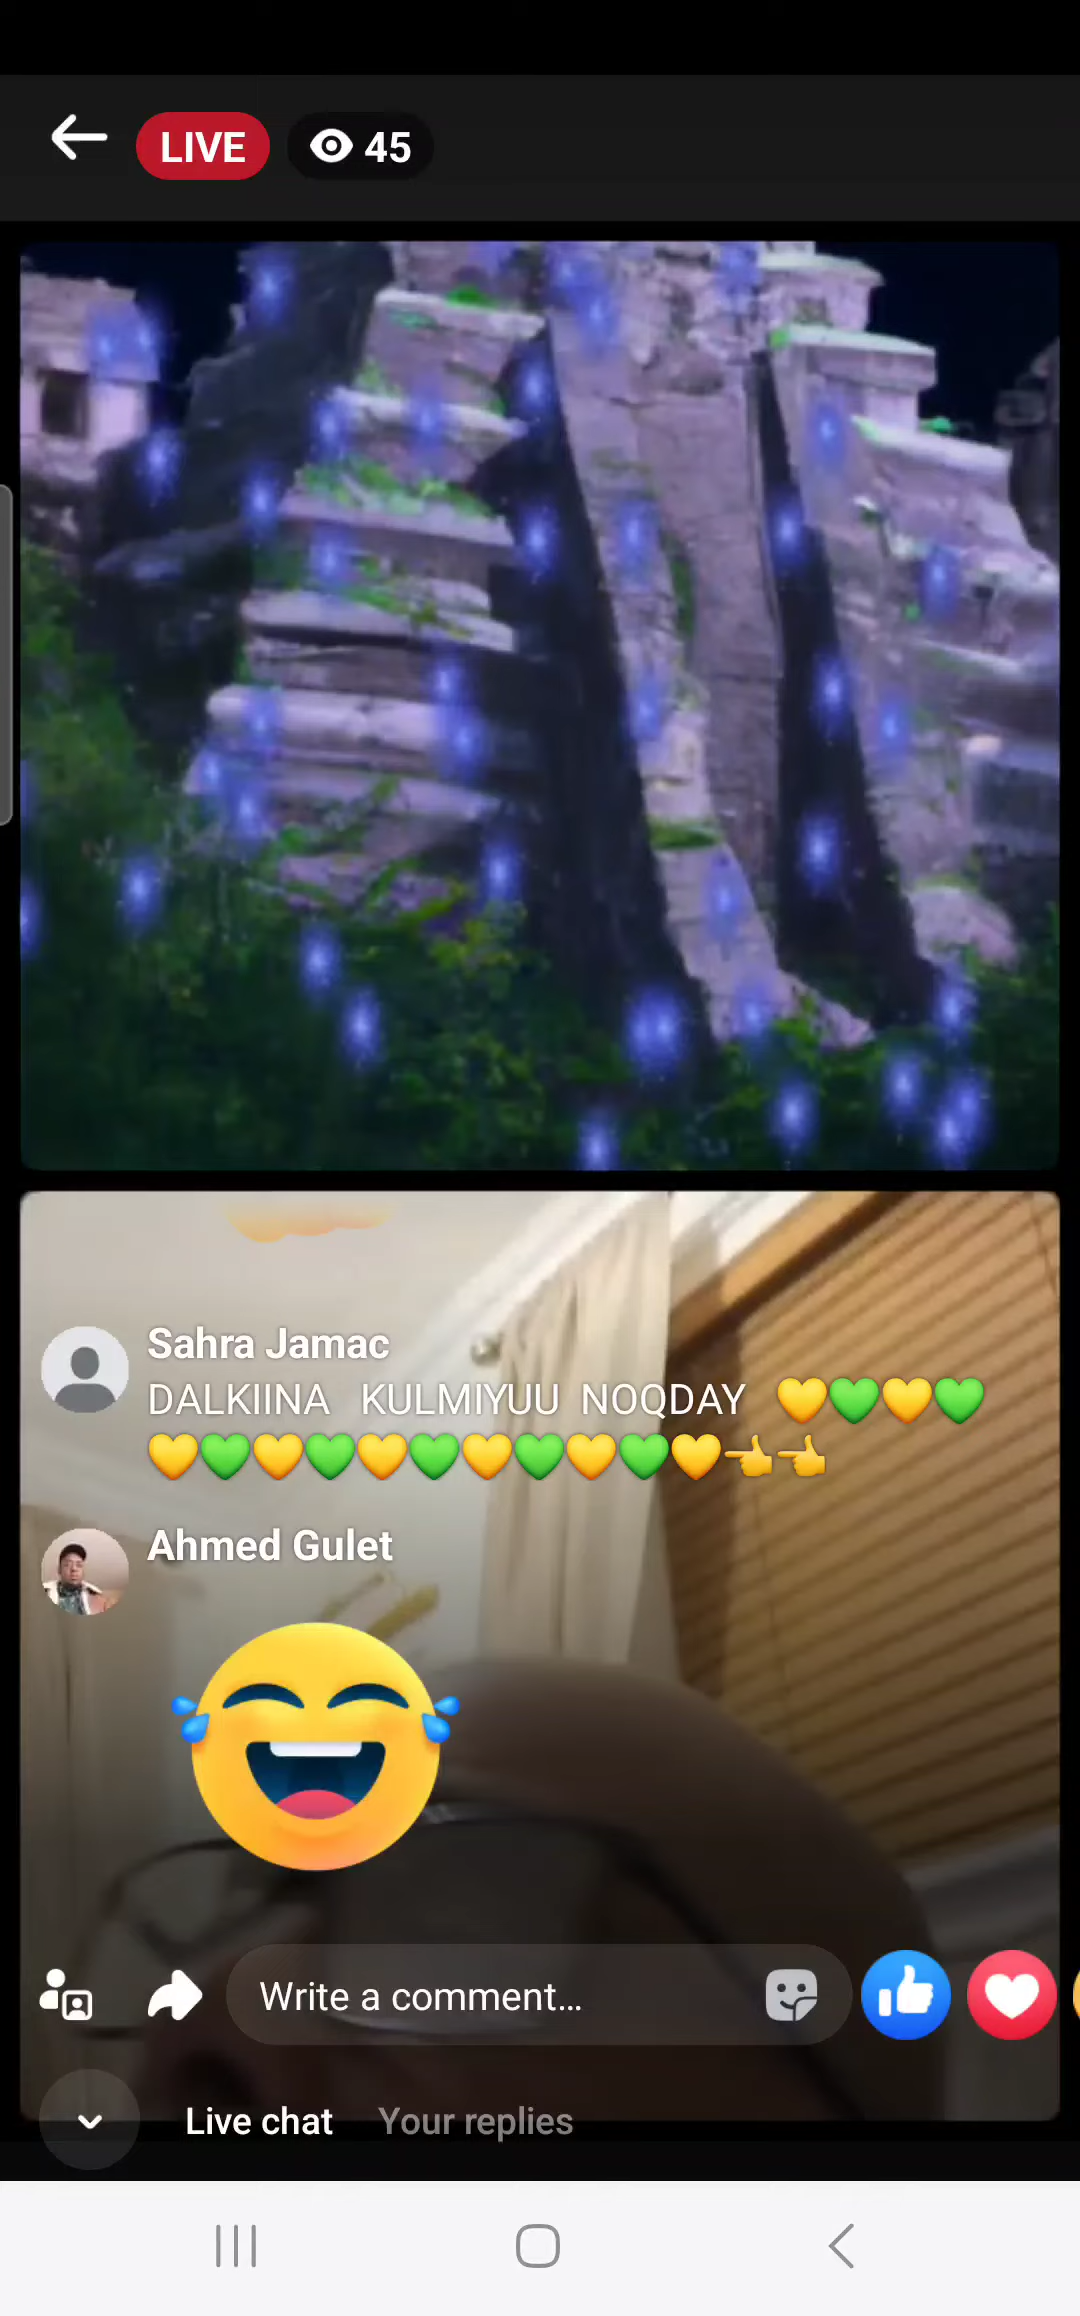 LIVE 45
Sahra Jamac
DALKIINA KULMIYUU NOQDAY 💛💚💛💚
💛💚💛💚💛💚💛💚💛💚💛👈👈
Ahmed Gulet
Write a comment...
Live chat Your replies